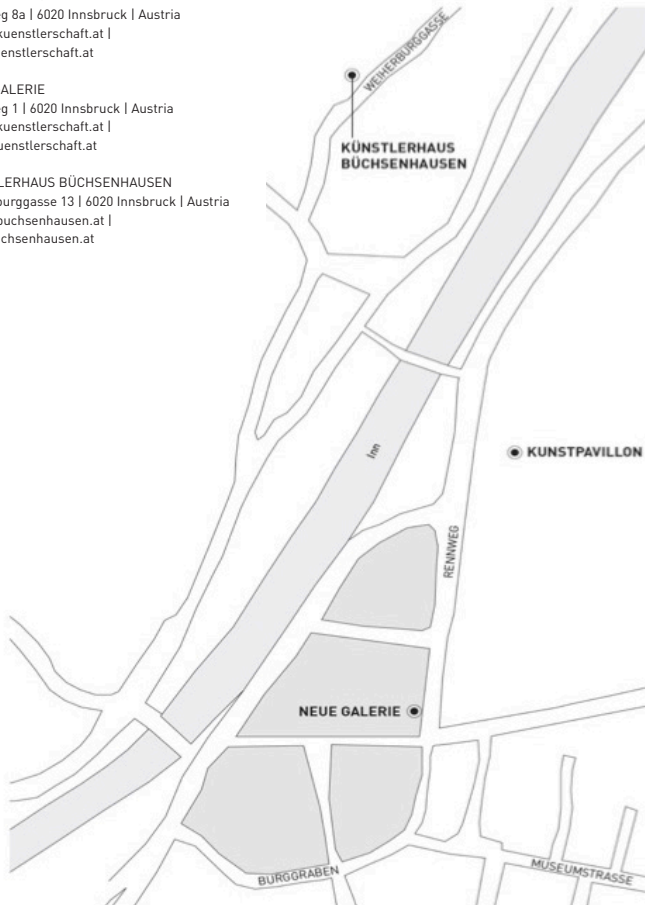 eg 8a | 6020 Innsbruck | Austria
kuenstlerschaft.at |
enstlerschaft.at
ALERIE
eg 1 | 6020 Innsbruck | Austria
kuenstlerschaft.at |
uenstlerschaft.at
LERHAUS BÜCHSENHAUSEN
burggasse 13 | 6020 Innsbruck | Austria
buchsenhausen.at |
chsenhausen.at
WEIHERBURGGASSE
KÜNSTLERHAUS
BÜCHSENHAUSEN
Inn
KUNSTPAVILLON
RENNWEG
NEUE GALERIE
BURGGRABEN
MUSEUMSTRASSE